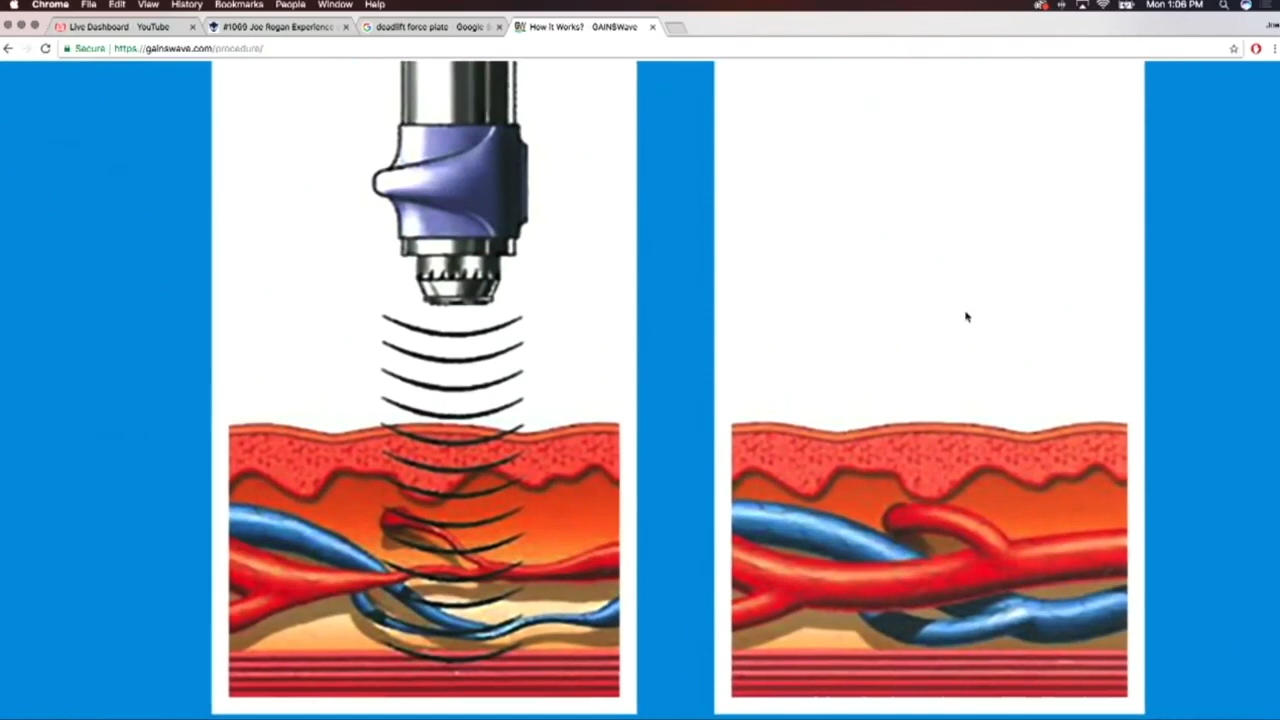 Chrome File Edit View History Bookmarks People Window Help Mon 1:06 PM
Live Dashboard - YouTube
#1069 Joe Rogan Experience
deadlift force plate - Google S
How it Works? - GAINSWave
Secure | https://gainswave.com/procedure/